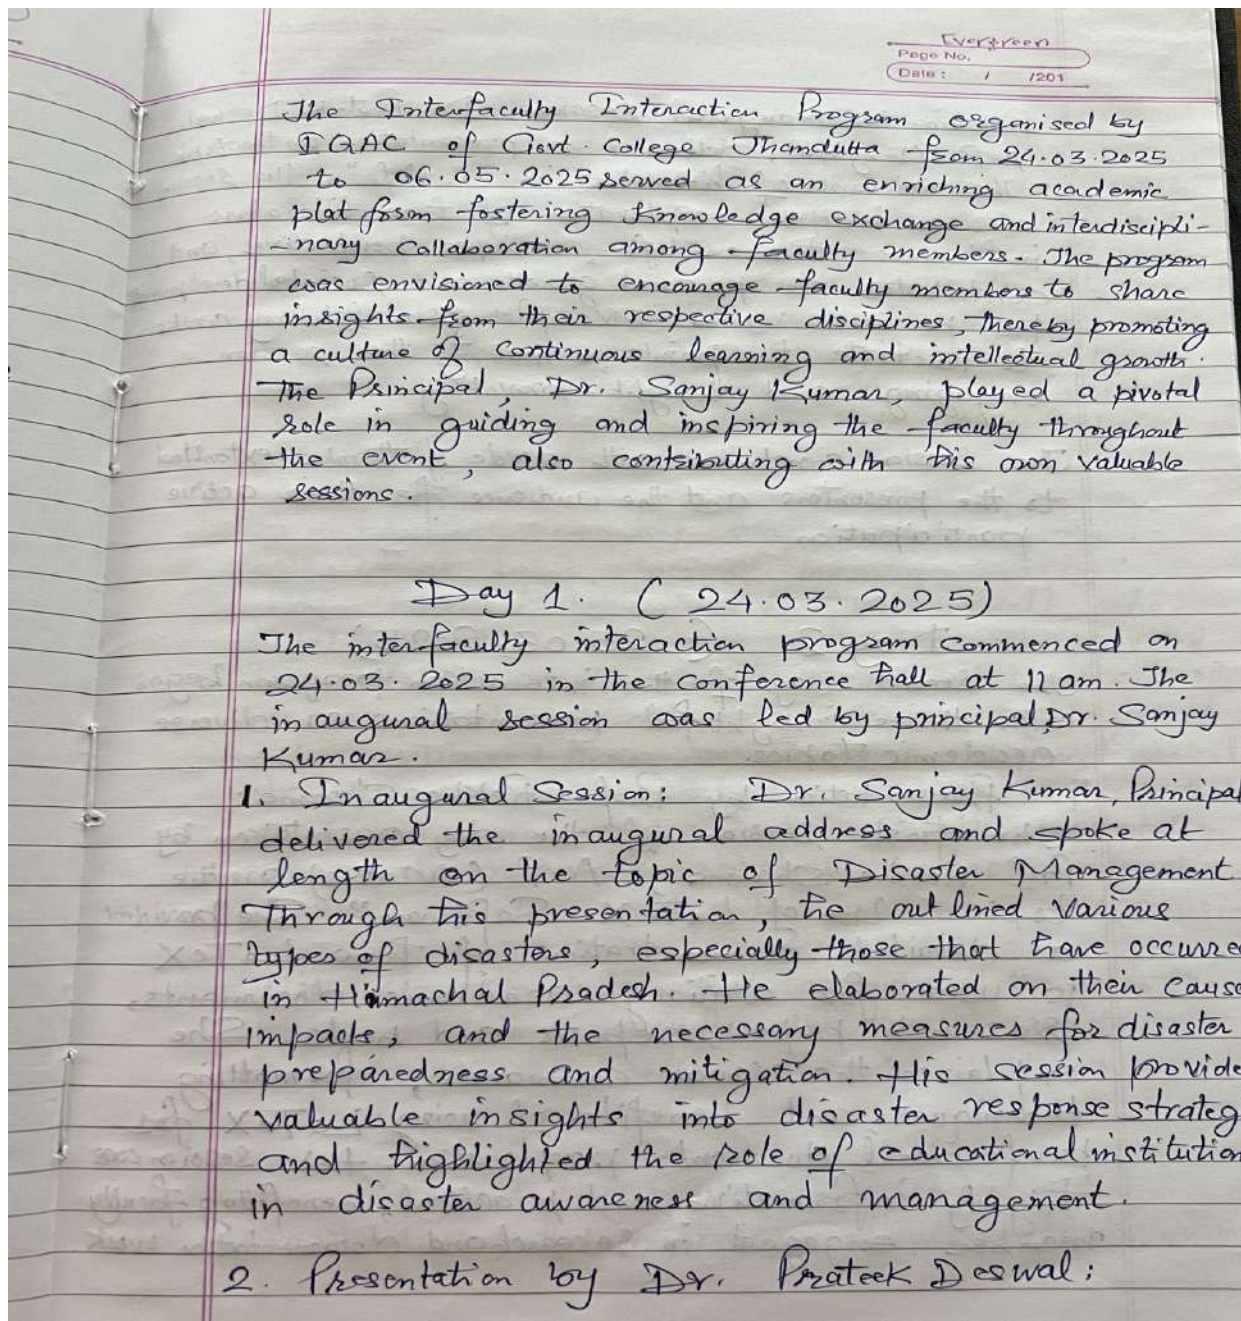 Evergreen
Page No.
Date : / /201
The Interfaculty Interaction Program organised by
IQAC of Govt. College Jhandutta from 24.03.2025
to 06.05.2025 served as an enriching academic
plat form fostering knowledge exchange and interdiscipli-
-nary collaboration among faculty members. The program
was envisioned to encourage faculty members to share
insights from their respective disciplines, thereby promoting
a culture of continuous learning and intellectual growth.
The Principal, Dr. Sanjay Kumar, played a pivotal
role in guiding and inspiring the faculty throughout
the event, also contributing with his own valuable
sessions.
Day 1. ( 24.03.2025)
The interfaculty interaction program commenced on
24.03.2025 in the conference hall at 11 am. The
inaugural session was led by principal, Dr. Sanjay
Kumar.
1. Inaugural Session: Dr. Sanjay Kumar, Principal
delivered the inaugural address and spoke at
length on the topic of Disaster Management
Through his presentation, he outlined various
types of disasters, especially those that have occurre
in Himachal Pradesh. He elaborated on their cause
impacts, and the necessary measures for disaster
preparedness and mitigation. His session provide
valuable insights into disaster response strateg
and highlighted the role of educational institution
in disaster awareness and management.
2. Presentation by Dr. Prateek Deswal: